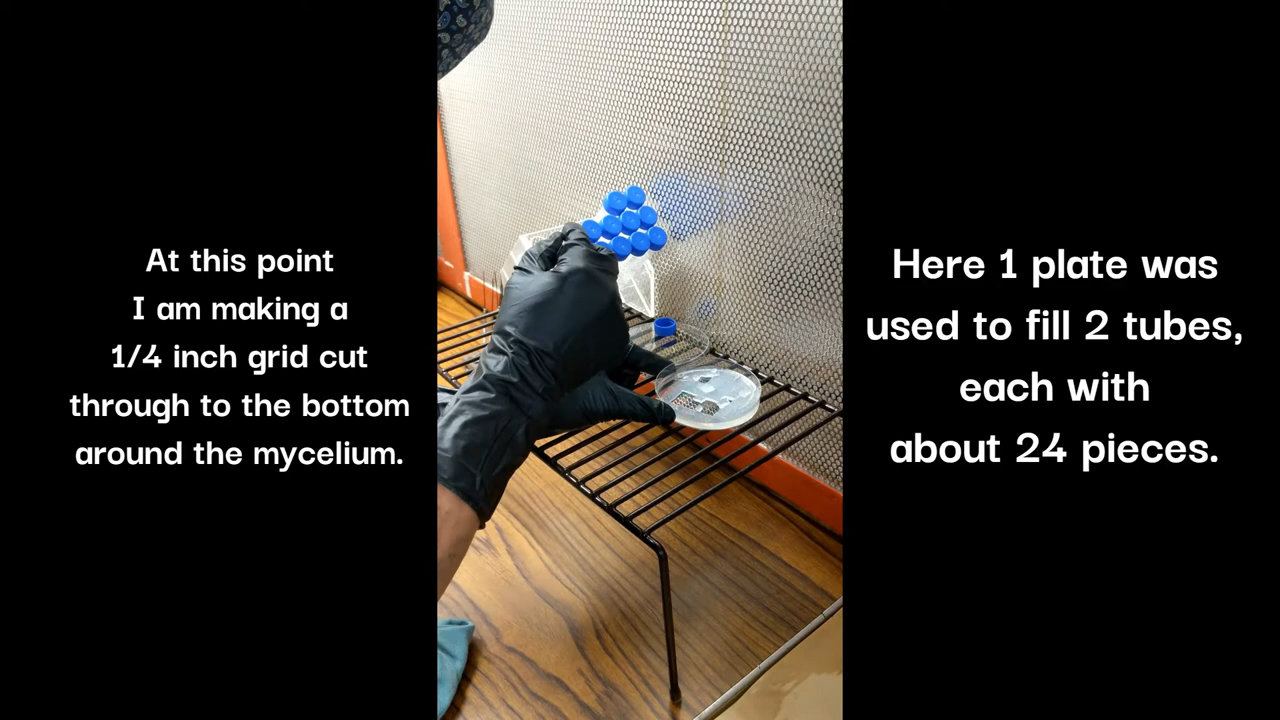 At this point
I am making a
1/4 inch grid cut
through to the bottom
around the mycelium.
Here 1 plate was
used to fill 2 tubes,
each with
about 24 pieces.